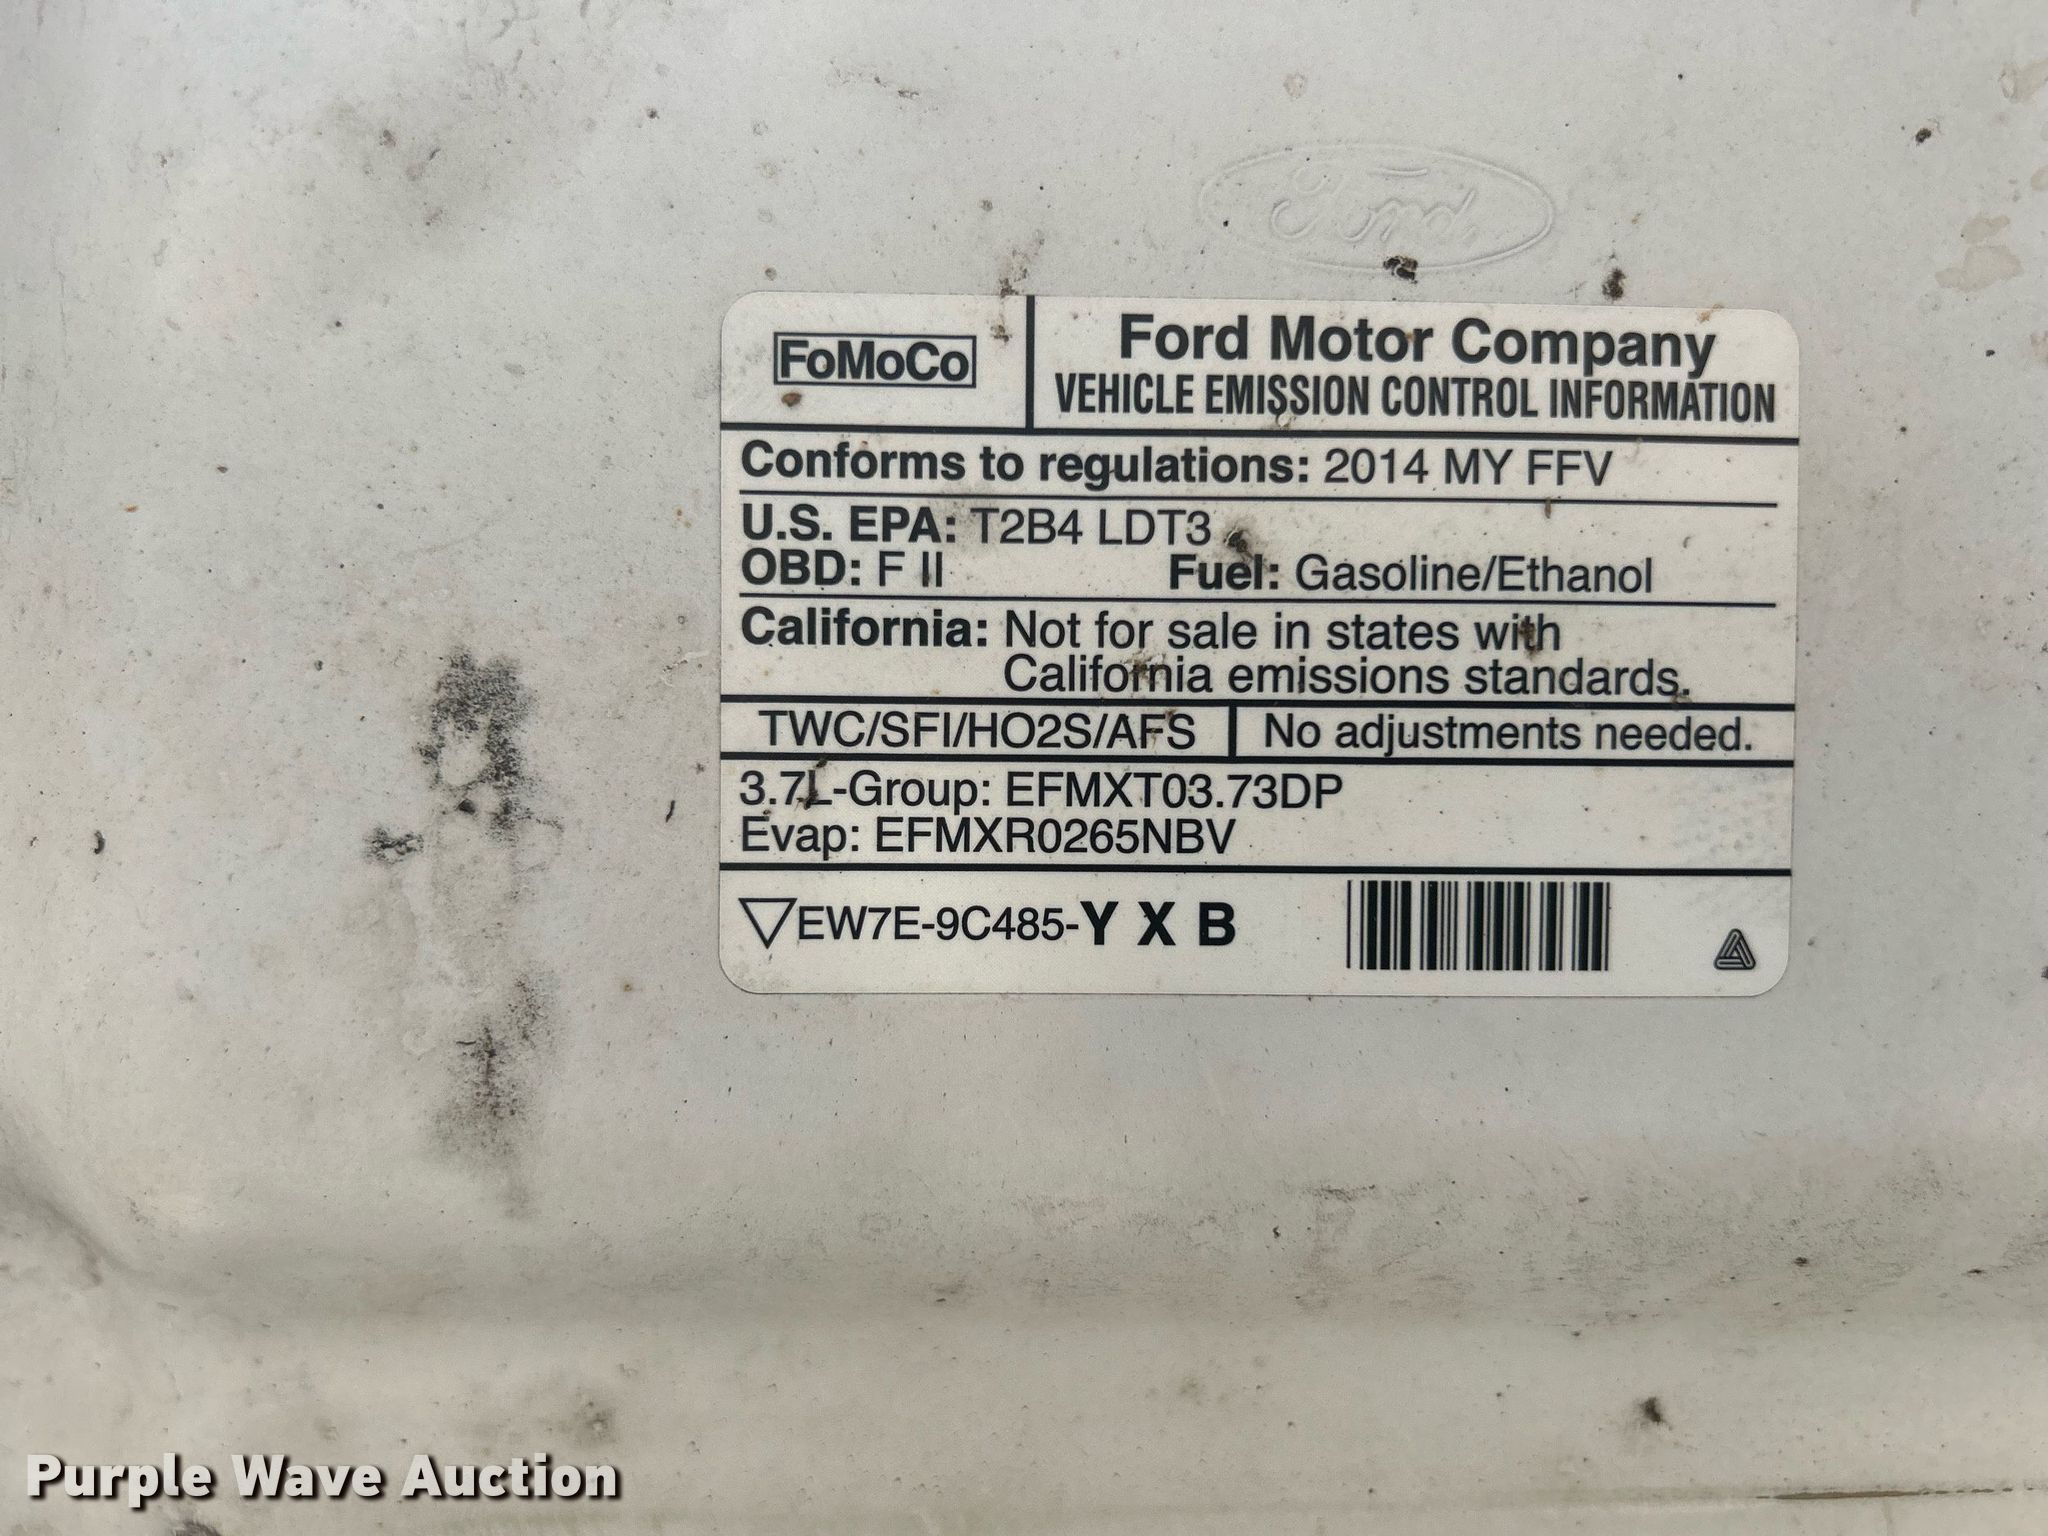 Ford
FoMoCo
Ford Motor Company
VEHICLE EMISSION CONTROL INFORMATION
Conforms to regulations: 2014 MY FFV
U.S. EPA: T2B4 LDT3
OBD: F II Fuel: Gasoline/Ethanol
California: Not for sale in states with
California emissions standards.
TWC/SFI/HO2S/AFS No adjustments needed.
3.7L-Group: EFMXT03.73DP
Evap: EFMXR0265NBV
EW7E-9C485-Y X B
Purple Wave Auction